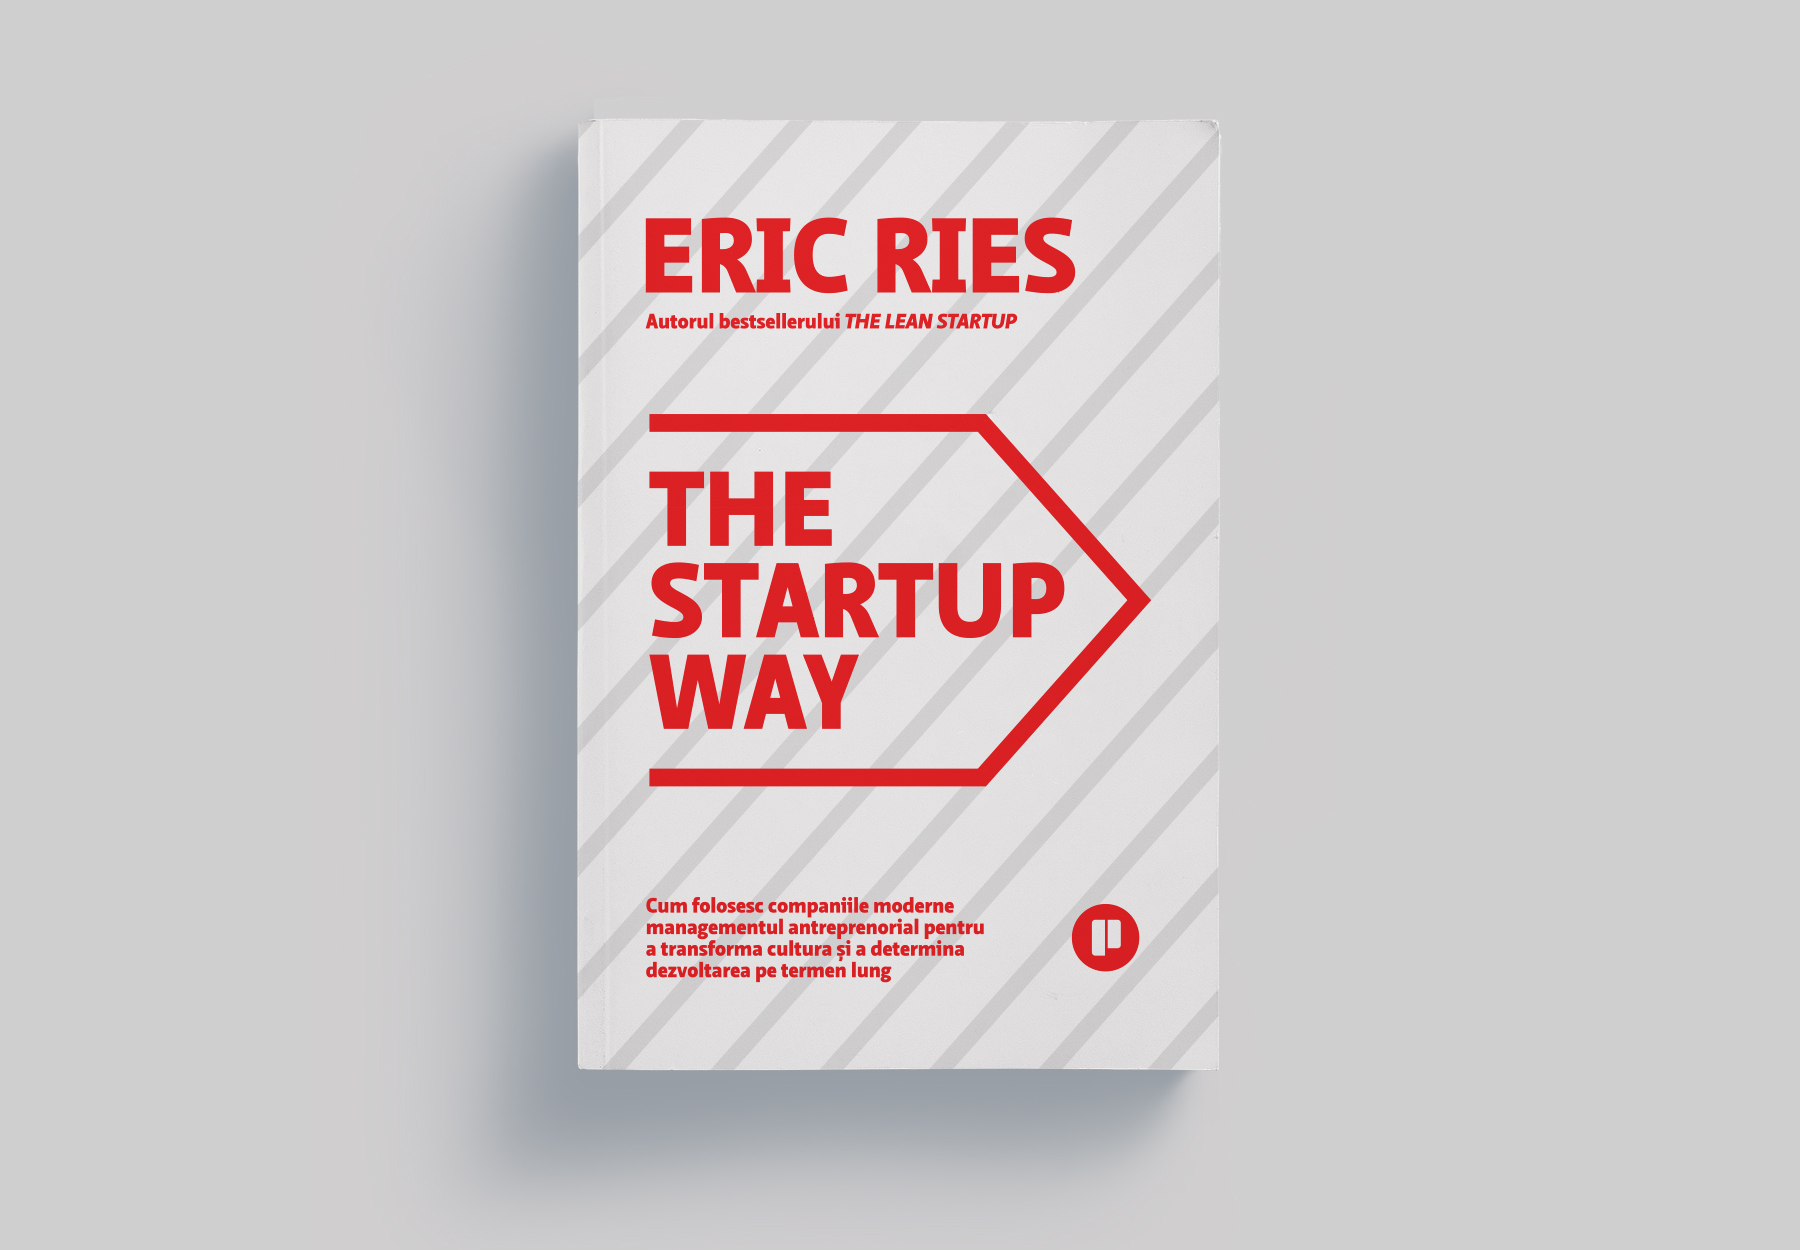 ERIC RIES
Autorul bestsellerului THE LEAN STARTUP
THE
STARTUP
WAY
Cum folosesc companiile moderne
managementul antreprenorial pentru
a transforma cultura și a determina
dezvoltarea pe termen lung